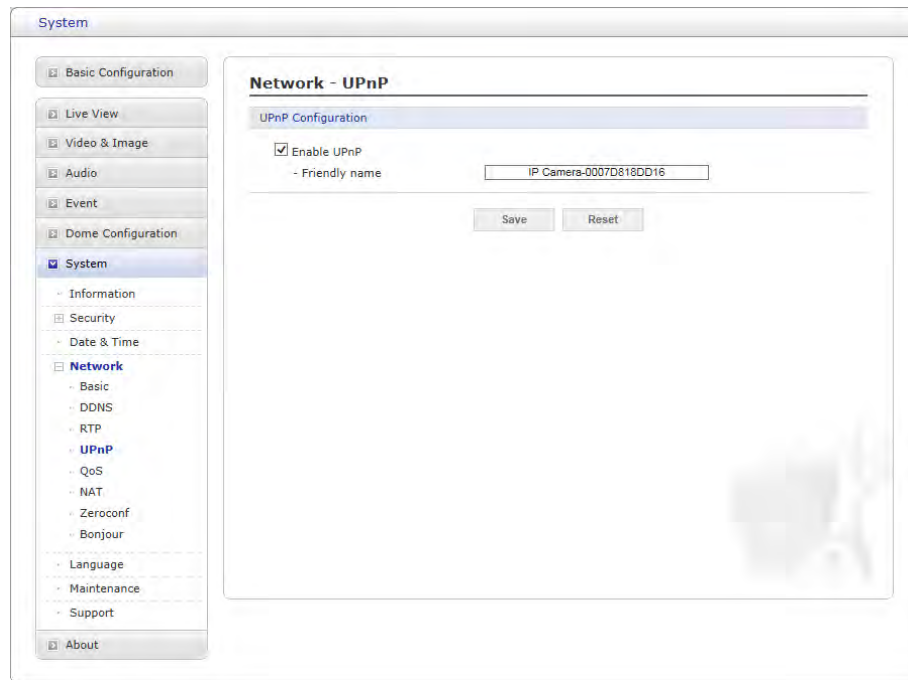 System
Basic Configuration
Live View
Video & Image
Audio
Event
Dome Configuration
System
Information
Security
Date & Time
Network
Basic
DDNS
RTP
UPnP
QoS
NAT
Zeroconf
Bonjour
Language
Maintenance
Support
About
Network - UPnP
UPnP Configuration
Enable UPnP
- Friendly name IP Camera-0007D818DD16
Save Reset